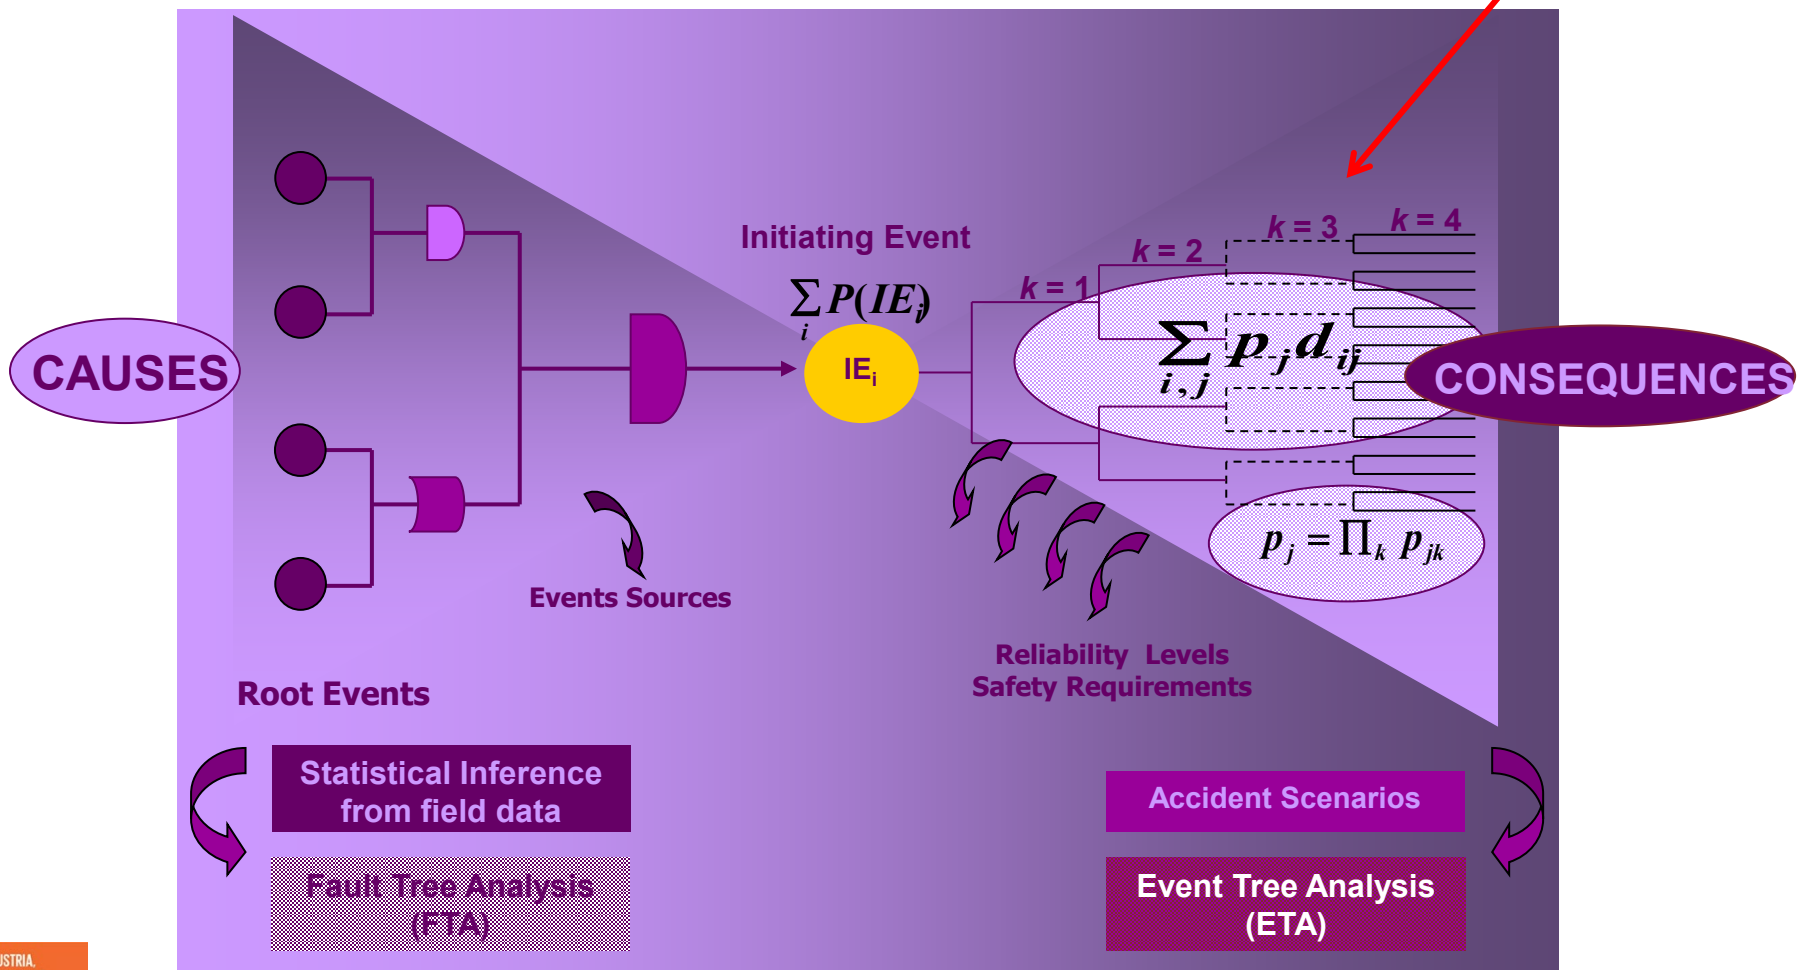 Initiating Event
∑ P(IE_i)
i
k = 1
k = 2
k = 3
k = 4
CAUSES
IE_i
∑ p_j d_ij
i , j
CONSEQUENCES
p_j = ∏_k p_jk
Events Sources
Reliability Levels
Safety Requirements
Root Events
Statistical Inference
from field data
Accident Scenarios
Fault Tree Analysis
(FTA)
Event Tree Analysis
(ETA)
USTRIA,